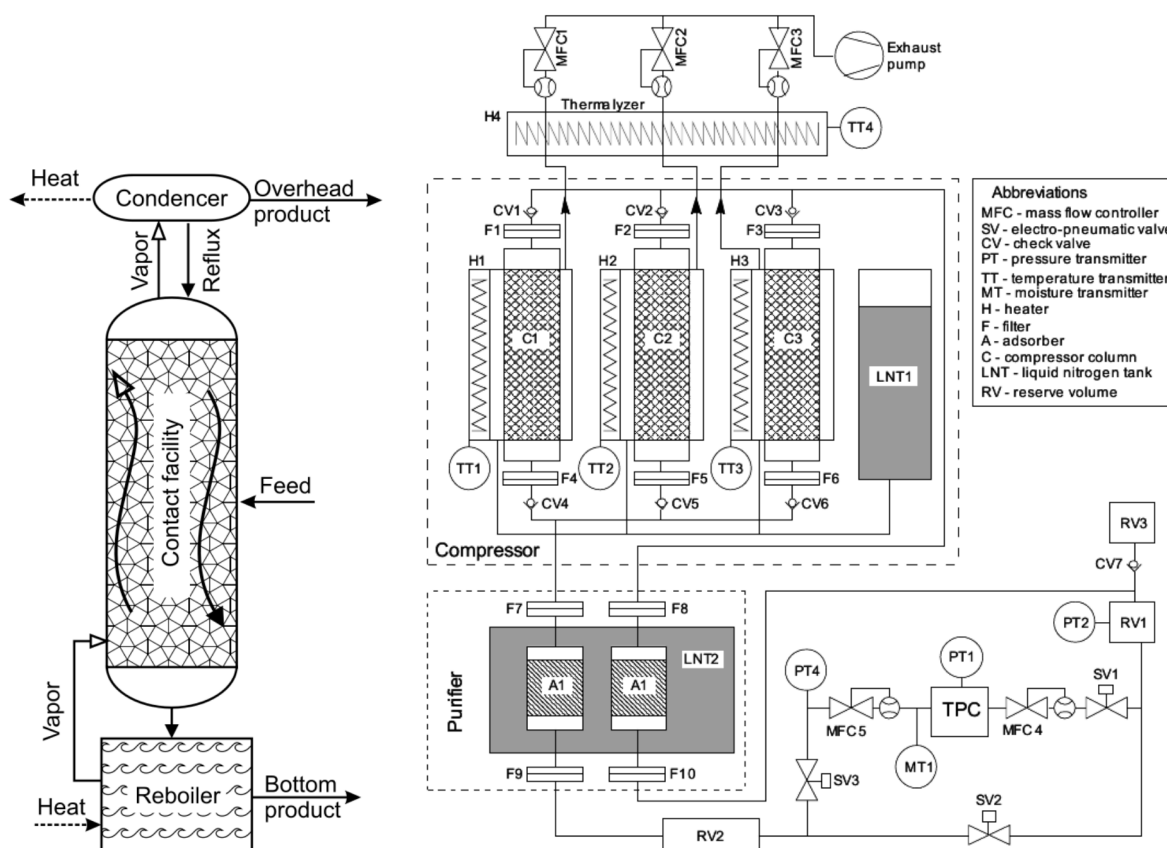 Heat
Condencer
Overhead
product
Vapor
Reflux
Contact facility
Feed
Vapor
Heat
Reboiler
Bottom
product
MFC1
MFC2
MFC3
Exhaust
pump
Thermalyzer
H4
TT4
CV1
CV2
CV3
F1
F2
F3
H1
H2
H3
C1
C2
C3
LNT1
TT1
TT2
TT3
F4
F5
F6
CV4
CV5
CV6
Compressor
Abbreviations
MFC - mass flow controller
SV - electro-pneumatic valve
CV - check valve
PT - pressure transmitter
TT - temperature transmitter
MT - moisture transmitter
H - heater
F - filter
A - adsorber
C - compressor column
LNT - liquid nitrogen tank
RV - reserve volume
RV3
CV7
F7
F8
PT2
RV1
LNT2
A1
A1
Purifier
PT4
PT1
SV1
TPC
MFC5
MFC4
MT1
F9
F10
SV3
SV2
RV2